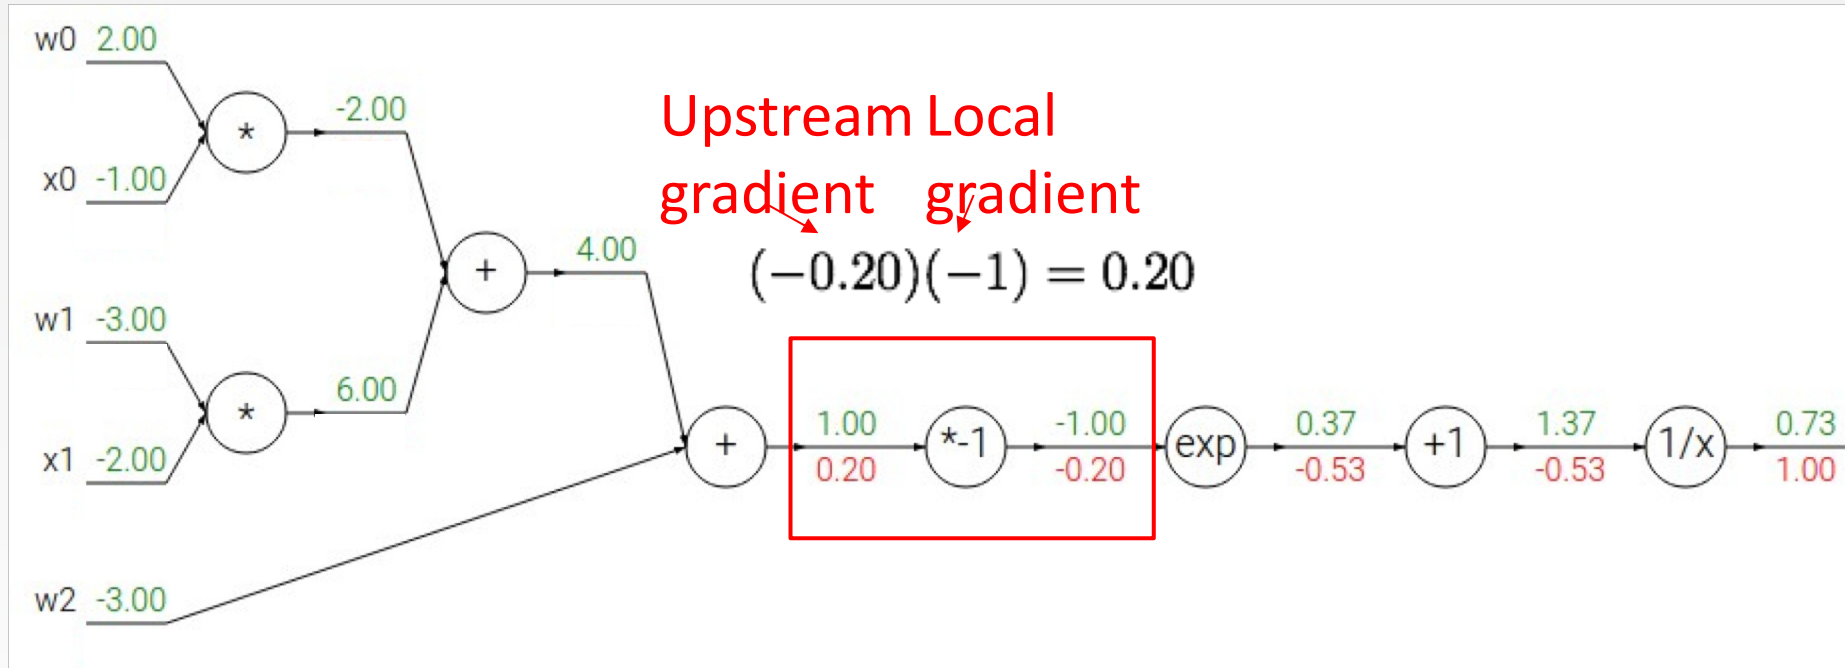 w0 2.00
-2.00
*
x0 -1.00
Upstream Local
gradient gradient
4.00
+
(−0.20)(−1) = 0.20
w1 -3.00
6.00
*
x1 -2.00
+
1.00
0.20
*-1
-1.00
-0.20
exp
0.37
-0.53
+1
1.37
-0.53
1/x
0.73
1.00
w2 -3.00